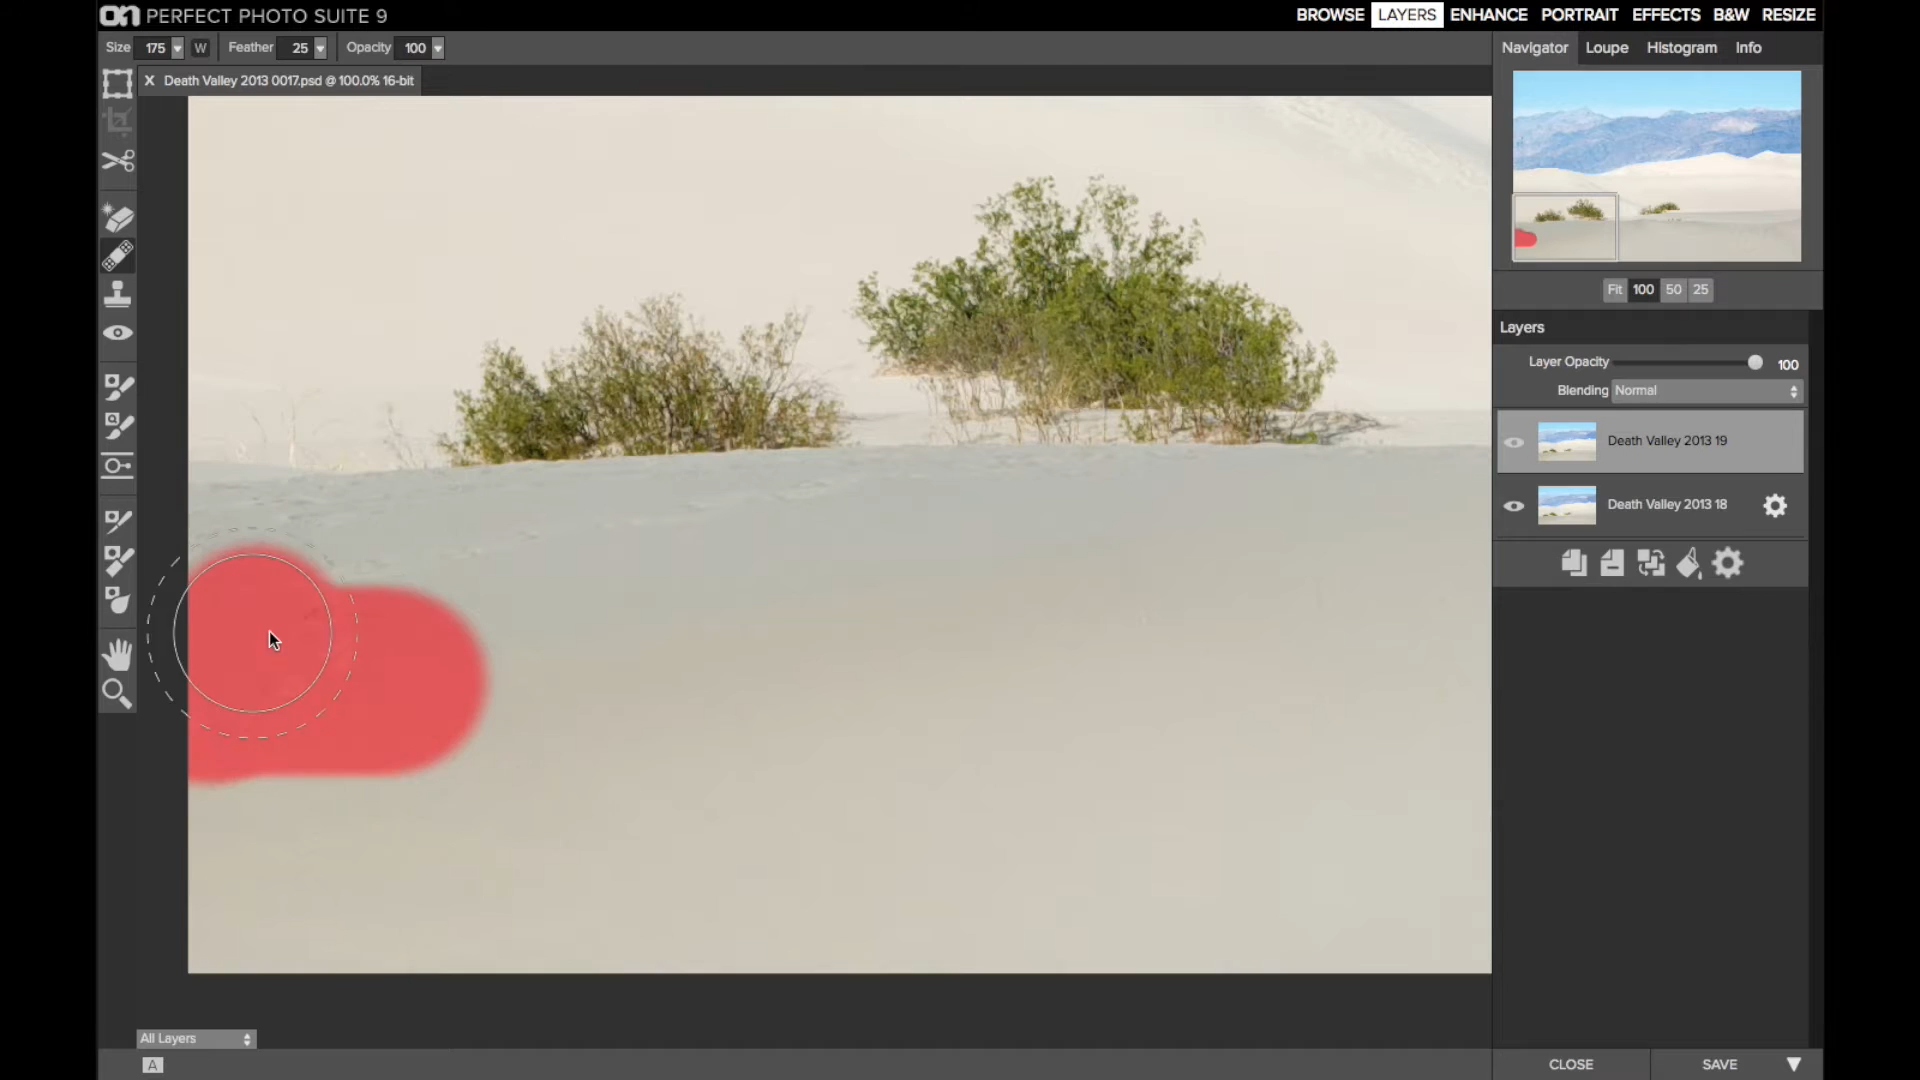 on PERFECT PHOTO SUITE 9
BROWSE LAYERS ENHANCE PORTRAIT EFFECTS B&W RESIZE
Size 175 W Feather 25 Opacity 100
Navigator Loupe Histogram Info
X Death Valley 2013 0017.psd @ 100.0% 16-bit
Fit 100 50 25
Layers
Layer Opacity 100
Blending Normal
Death Valley 2013 19
Death Valley 2013 18
All Layers
A
CLOSE SAVE